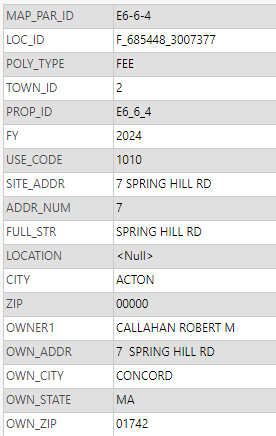 MAP_PAR_ID E6-6-4
LOC_ID F_685448_3007377
POLY_TYPE FEE
TOWN_ID 2
PROP_ID E6_6_4
FY 2024
USE_CODE 1010
SITE_ADDR 7 SPRING HILL RD
ADDR_NUM 7
FULL_STR SPRING HILL RD
LOCATION <Null>
CITY ACTON
ZIP 00000
OWNER1 CALLAHAN ROBERT M
OWN_ADDR 7  SPRING HILL RD
OWN_CITY CONCORD
OWN_STATE MA
OWN_ZIP 01742